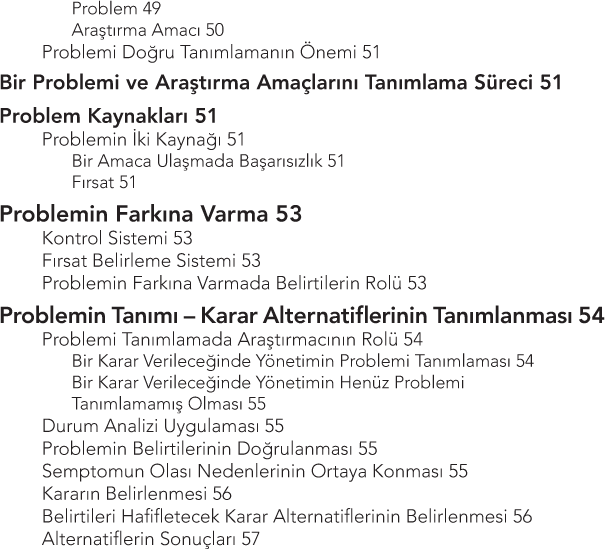 Problem 49
Araştırma Amacı 50
Problemi Doğru Tanımlamanın Önemi 51
Bir Problemi ve Araştırma Amaçlarını Tanımlama Süreci 51
Problem Kaynakları 51
Problemin İki Kaynağı 51
Bir Amaca Ulaşmada Başarısızlık 51
Fırsat 51
Problemin Farkına Varma 53
Kontrol Sistemi 53
Fırsat Belirleme Sistemi 53
Problemin Farkına Varmada Belirtilerin Rolü 53
Problemin Tanımı – Karar Alternatiflerinin Tanımlanması 54
Problemi Tanımlamada Araştırmacının Rolü 54
Bir Karar Verileceğinde Yönetimin Problemi Tanımlaması 54
Bir Karar Verileceğinde Yönetimin Henüz Problemi
Tanımlamamış Olması 55
Durum Analizi Uygulaması 55
Problemin Belirtilerinin Doğrulanması 55
Semptomun Olası Nedenlerinin Ortaya Konması 55
Kararın Belirlenmesi 56
Belirtileri Hafifletecek Karar Alternatiflerinin Belirlenmesi 56
Alternatiflerin Sonuçları 57